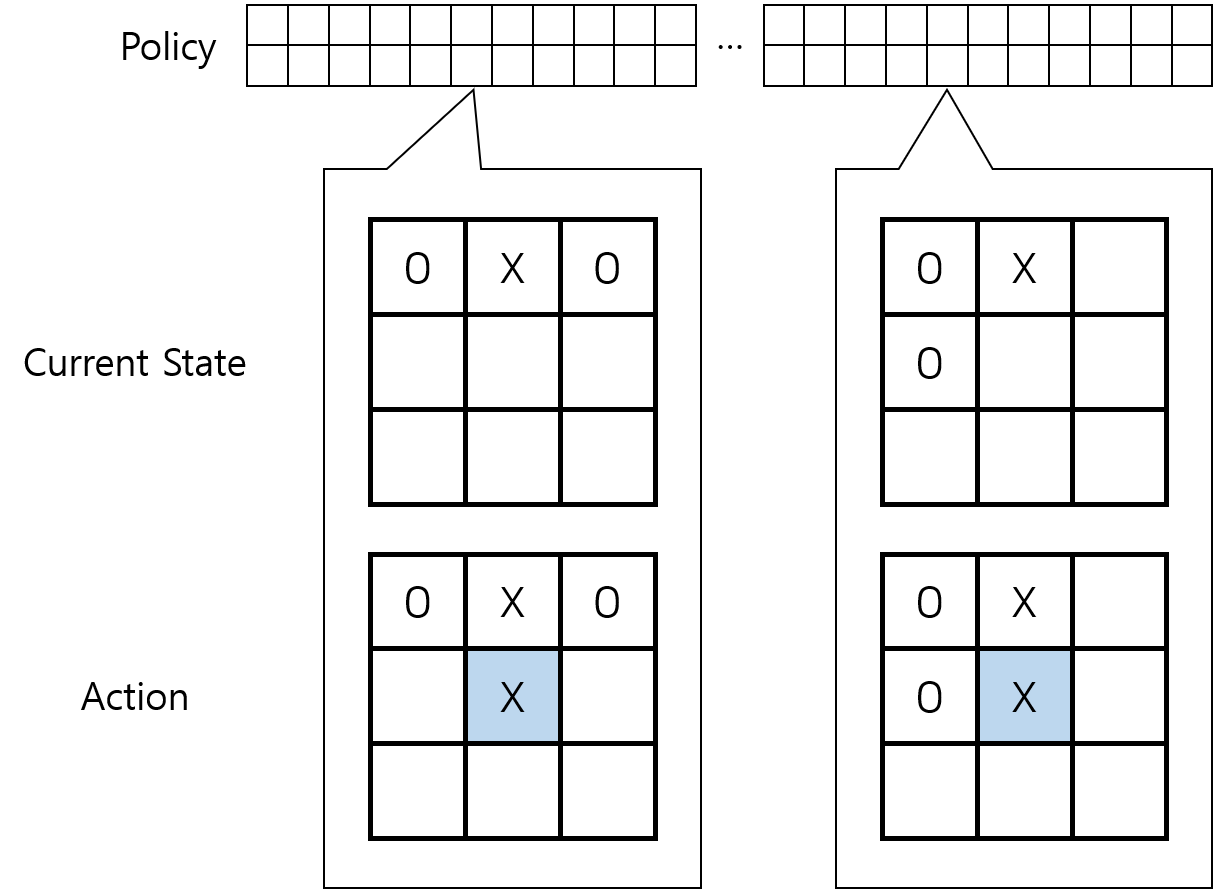 Policy
...
O X O
O X
O
Current State
O X O
X
O X
O X
Action